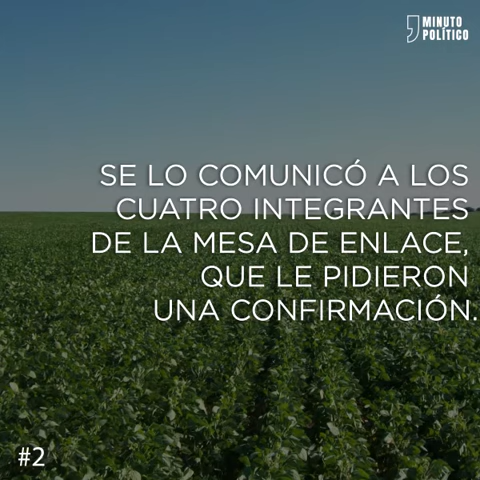 MINUTO
POLÍTICO
SE LO COMUNICÓ A LOS
CUATRO INTEGRANTES
DE LA MESA DE ENLACE,
QUE LE PIDIERON
UNA CONFIRMACIÓN.
#2